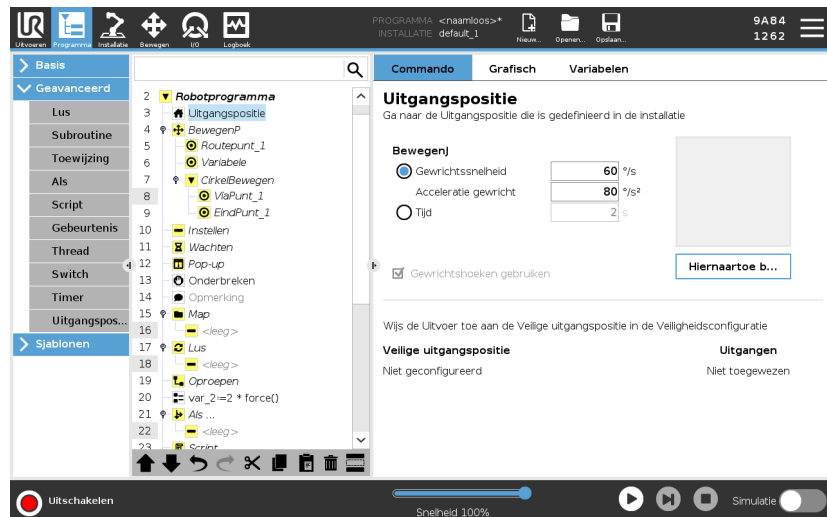 PROGRAMMA <naamloos>*
INSTALLATIE default_1
9A84
1262
Uitvoeren Programma Installatie Bewegen I/O Logboek Nieuw... Openen... Opslaan...
Basis
Geavanceerd
Lus
Subroutine
Toewijzing
Als
Script
Gebeurtenis
Thread
Switch
Timer
Uitgangspos...
Sjablonen
2 Robotprogramma
3 Uitgangspositie
4 BewegenP
5 Routepunt_1
6 Variabele
7 CirkelBewegen
8 ViaPunt_1
9 EindPunt_1
10 Instellen
11 Wachten
12 Pop-up
13 Onderbreken
14 Opmerking
15 Map
16 <leeg>
17 Lus
18 <leeg>
19 Oproepen
20 var_2:=2 * force()
21 Als ...
22 <leeg>
23 Script
Commando Grafisch Variabelen
Uitgangspositie
Ga naar de Uitgangspositie die is gedefinieerd in de installatie
BewegenJ
Gewrichtssnelheid 60 °/s
Acceleratie gewricht 80 °/s²
Tijd 2 s
Hiernaartoe b...
Gewrichtshoeken gebruiken
Wijs de Uitvoer toe aan de Veilige uitgangspositie in de Veiligheidsconfiguratie
Veilige uitgangspositie Uitgangen
Niet geconfigureerd Niet toegewezen
Uitschakelen
Snelheid 100%
Simulatie